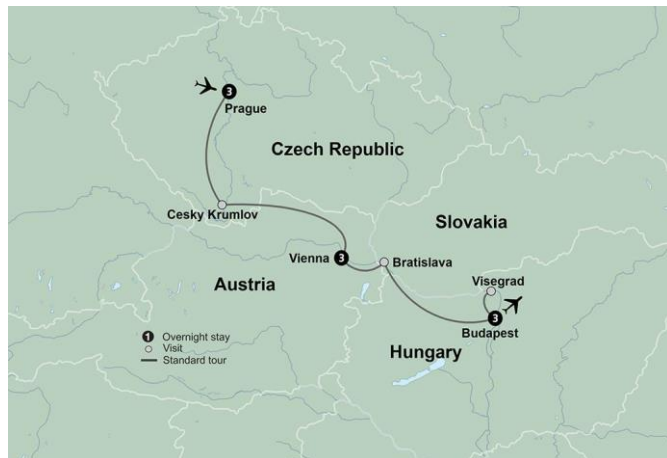 3
Prague
Czech Republic
Cesky Krumlov
Slovakia
Vienna
3
Bratislava
Austria
Visegrad
3
Budapest
Hungary
1 Overnight stay
Visit
Standard tour